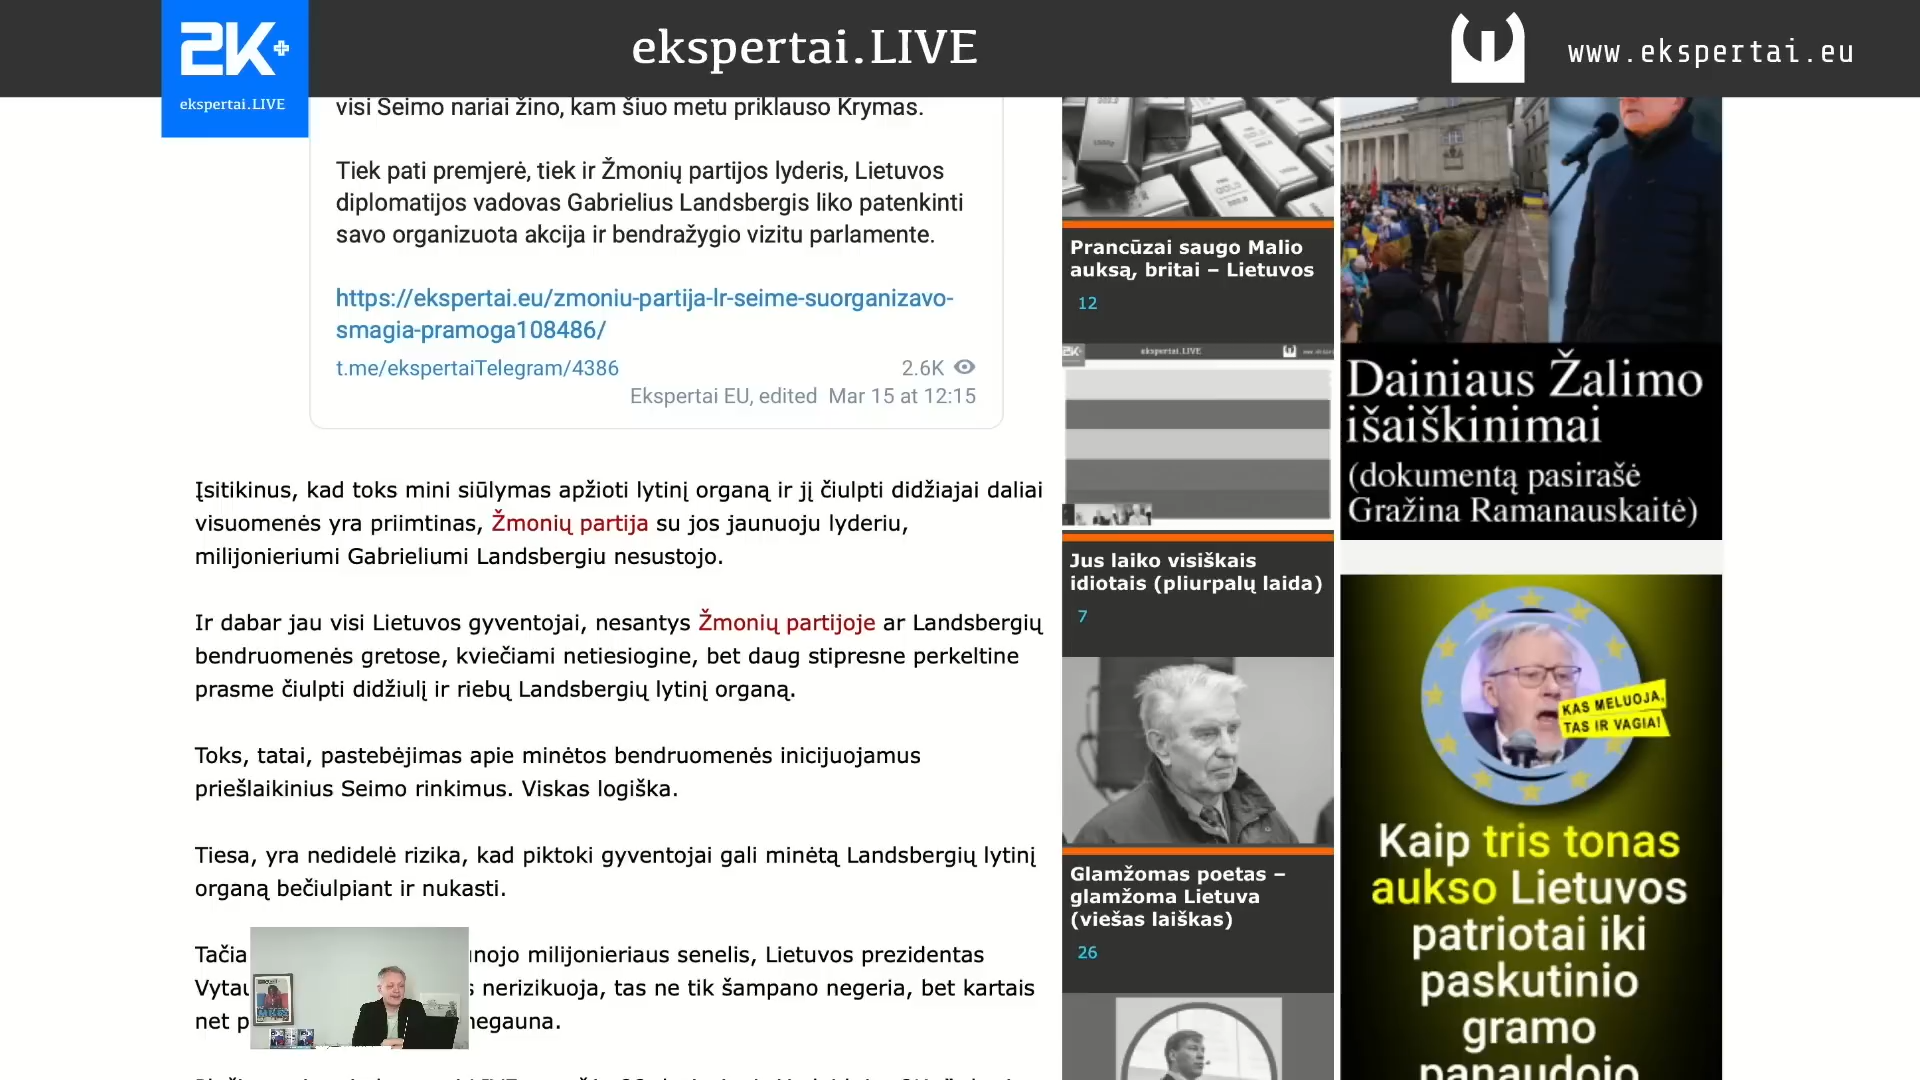 2K+
ekspertai.LIVE
ekspertai.LIVE
www.ekspertai.eu
visi Seimo nariai žino, kam šiuo metu priklauso Krymas.
Tiek pati premjerė, tiek ir Žmonių partijos lyderis, Lietuvos
diplomatijos vadovas Gabrielius Landsbergis liko patenkinti
savo organizuota akcija ir bendražygio vizitu parlamente.
https://ekspertai.eu/zmoniu-partija-lr-seime-suorganizavo-
smagia-pramoga108486/
t.me/ekspertaiTelegram/4386
2.6K
Ekspertai EU, edited Mar 15 at 12:15
Įsitikinus, kad toks mini siūlymas apžioti lytinį organą ir jį čiulpti didžiajai daliai
visuomenės yra priimtinas, Žmonių partija su jos jaunuoju lyderiu,
milijonieriumi Gabrieliumi Landsbergiu nesustojo.
Ir dabar jau visi Lietuvos gyventojai, nesantys Žmonių partijoje ar Landsbergių
bendruomenės gretose, kviečiami netiesiogine, bet daug stipresne perkeltine
prasme čiulpti didžiulį ir riebų Landsbergių lytinį organą.
Toks, tatai, pastebėjimas apie minėtos bendruomenės inicijuojamus
priešlaikinius Seimo rinkimus. Viskas logiška.
Tiesa, yra nedidelė rizika, kad piktoki gyventojai gali minėtą Landsbergių lytinį
organą bečiulpiant ir nukasti.
Tačia
nojo milijonieriaus senelis, Lietuvos prezidentas
Vytau
s nerizikuoja, tas ne tik šampano negeria, bet kartais
net p
negauna.
Prancūzai saugo Malio
auksą, britai – Lietuvos
12
ekspertai.LIVE
Jus laiko visiškais
idiotais (pliurpalų laida)
7
Glamžomas poetas –
glamžoma Lietuva
(viešas laiškas)
26
Dainiaus Žalimo
išaiškinimai
(dokumentą pasirašė
Gražina Ramanauskaitė)
KAS MELUOJA,
TAS IR VAGIA!
Kaip tris tonas
aukso Lietuvos
patriotai iki
paskutinio
gramo
panaudojo